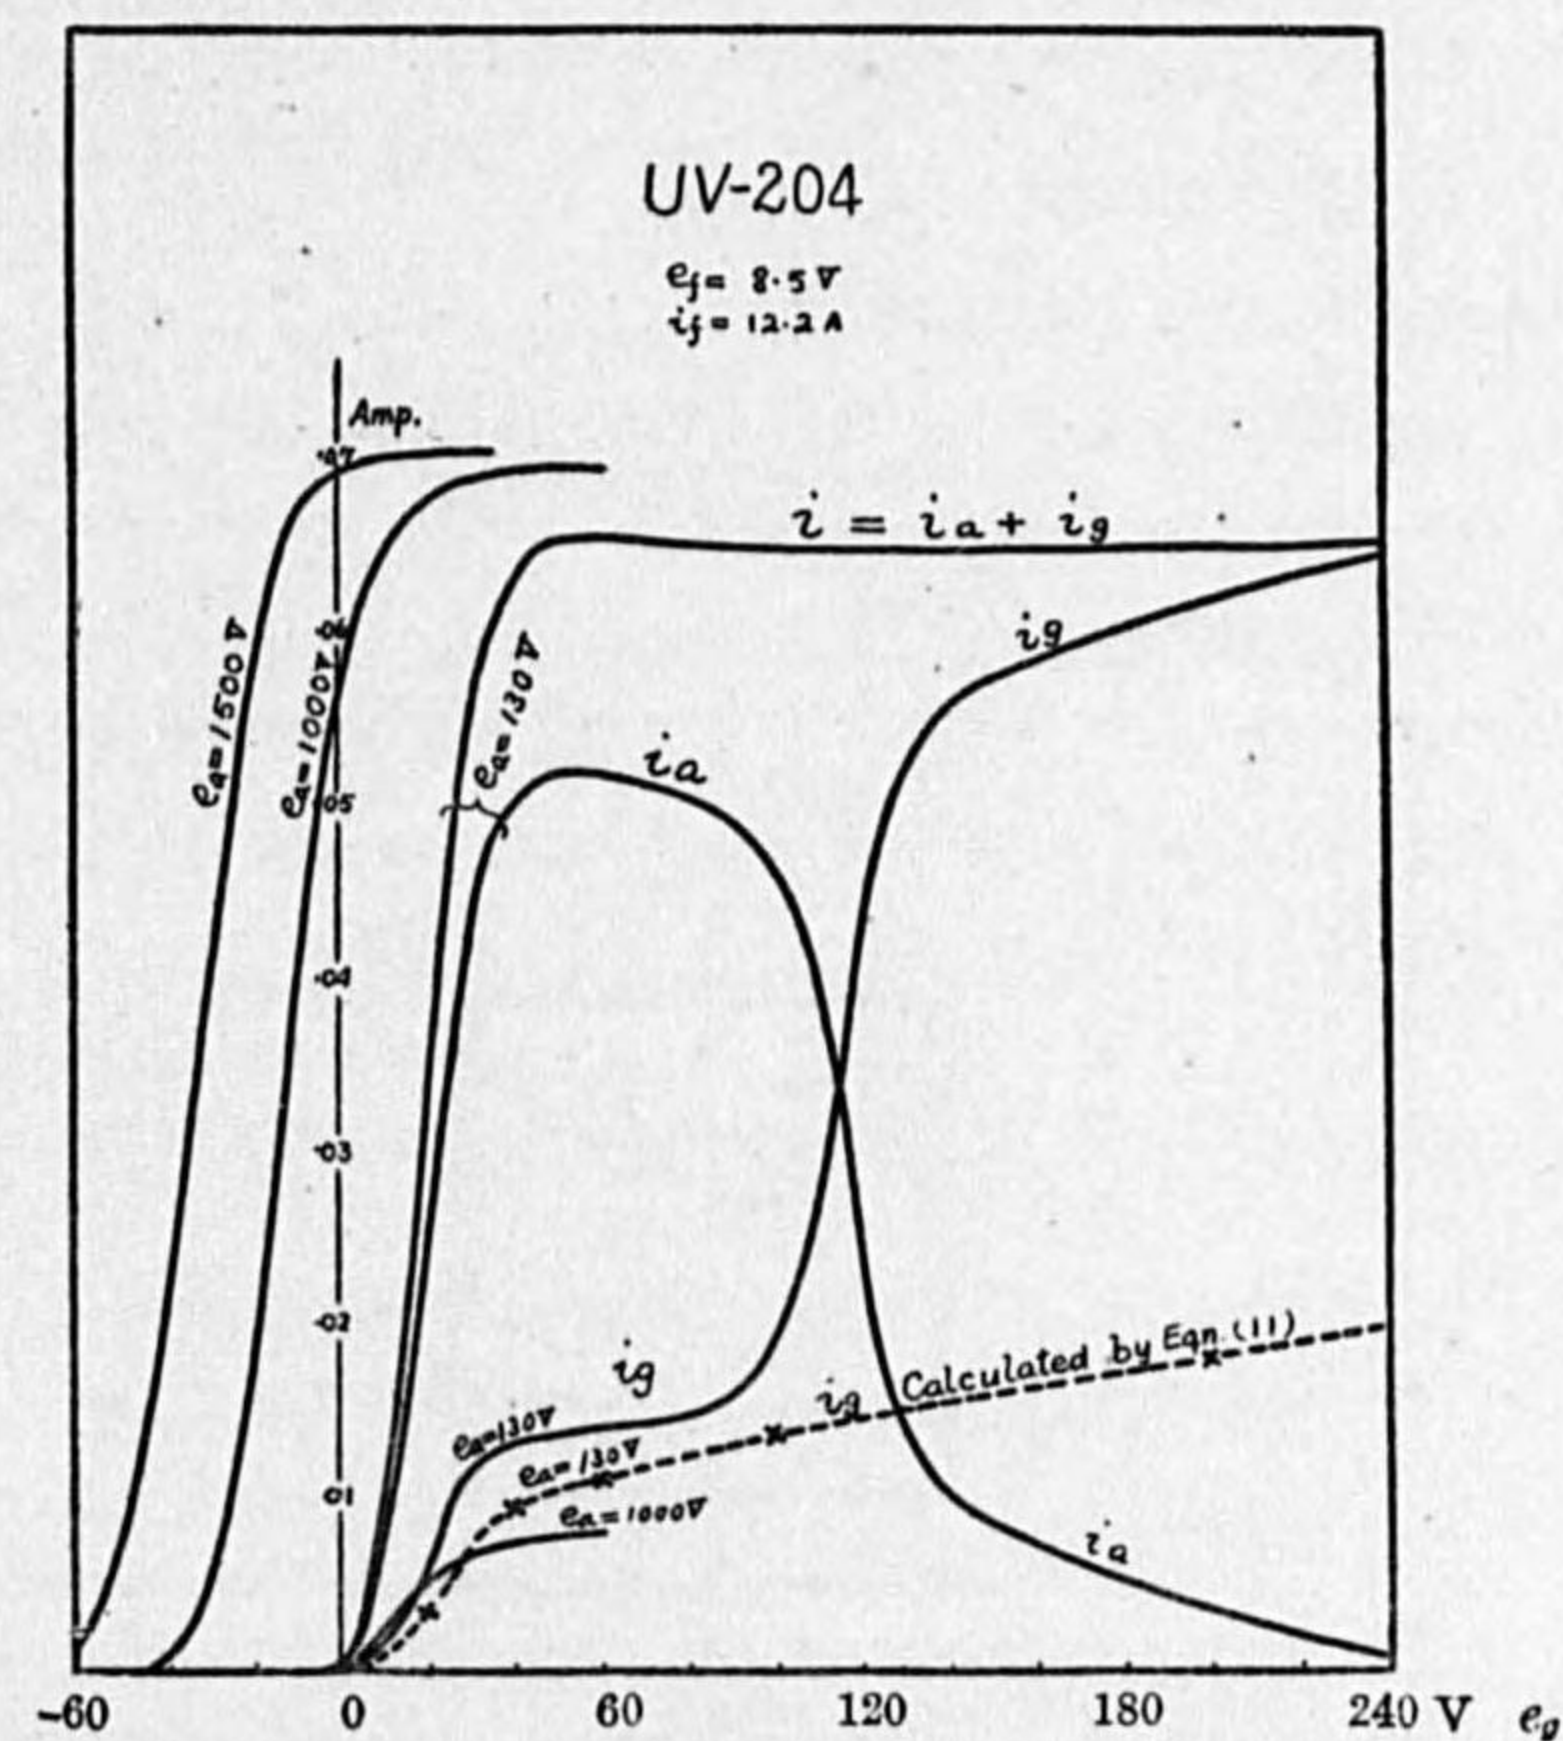 UV-204
ef = 8.5 V
if = 12.2 A
Amp.
.07
i = ia + ig
.06
ig
ea=1500V
ea=1000V
ea=130V
ia
.05
.04
.03
.02
ig
Calculated by Eqn. (11)
ig
ea=130V
ea=130V
.01
ea=1000V
ia
-60 0 60 120 180 240 V eg